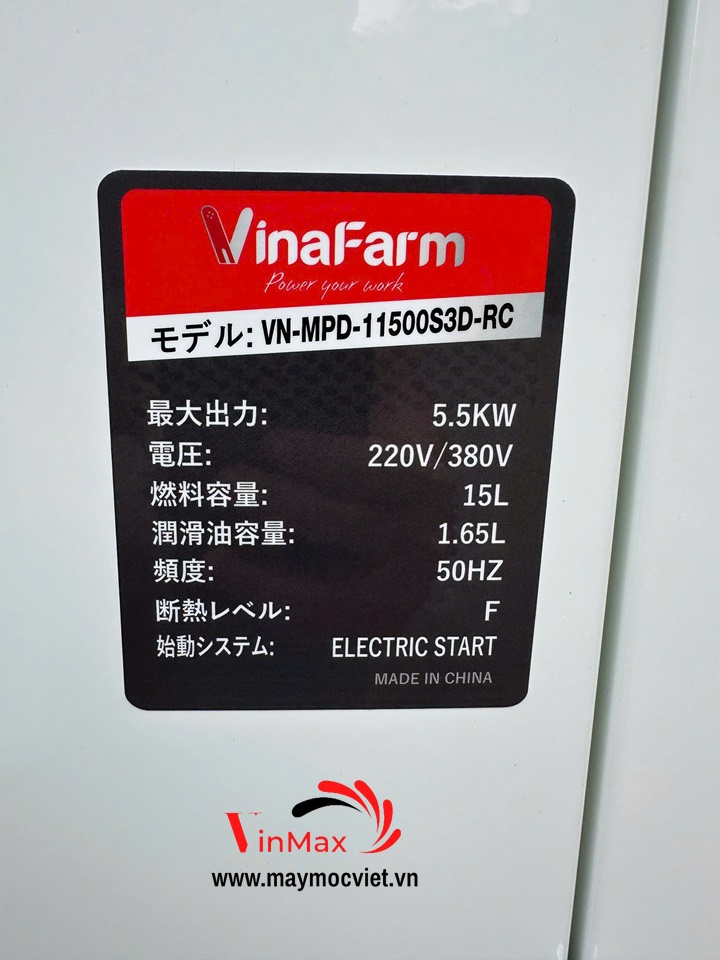 VinaFarm
Power your work
モデル: VN-MPD-11500S3D-RC
最大出力: 5.5KW
電圧: 220V/380V
燃料容量: 15L
潤滑油容量: 1.65L
頻度: 50HZ
断熱レベル: F
始動システム: ELECTRIC START
MADE IN CHINA
VinMax
www.maymocviet.vn